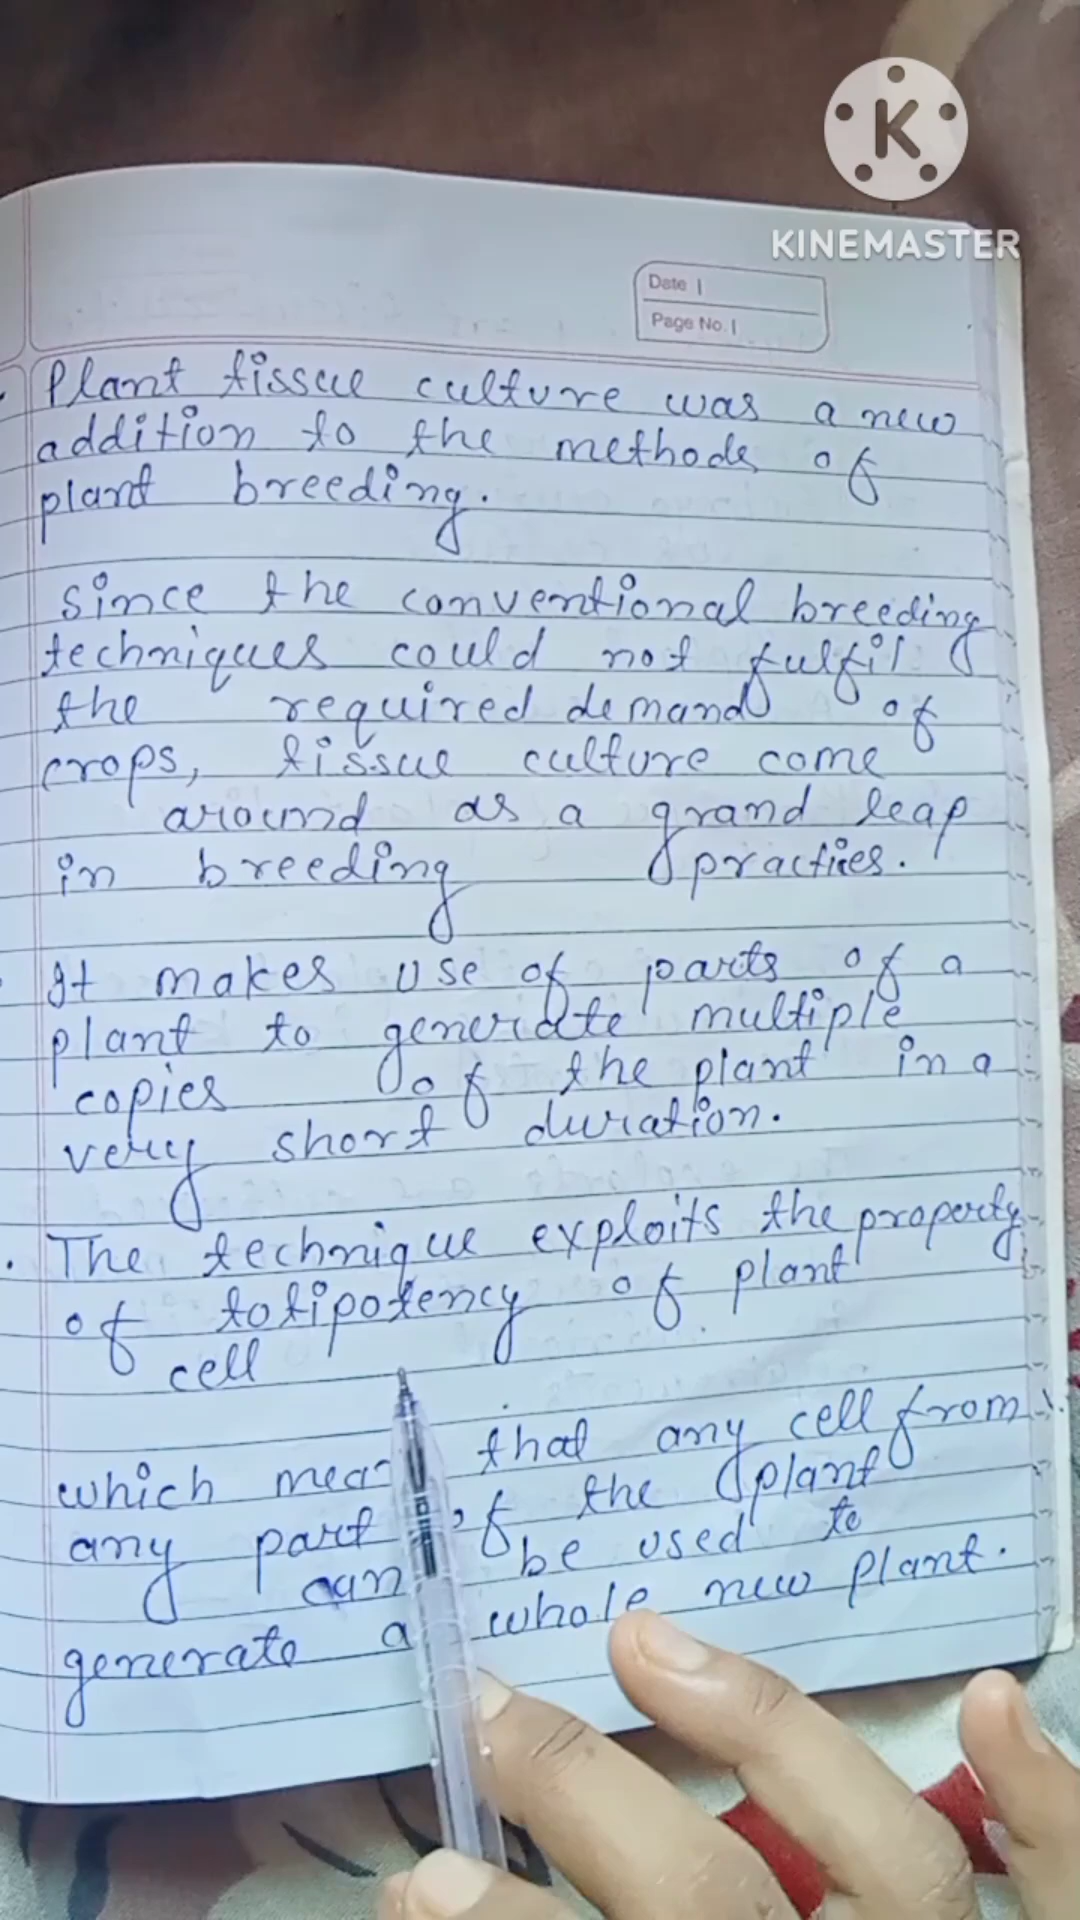 KINEMASTER
Date
Page No.
Plant tissue culture was a new
addition to the methods of
plant breeding.
since the conventional breeding
techniques could not fulfil
the required demand of
crops, tissue culture come
around as a grand leap
in breeding practices.
It makes use of parts of a
plant to generate multiple
copies of the plant in a
very short duration.
The technique exploits the property
of totipotency of plant
cell
which that any cell from
any part of the plant
can be used to
generate a whole new plant.